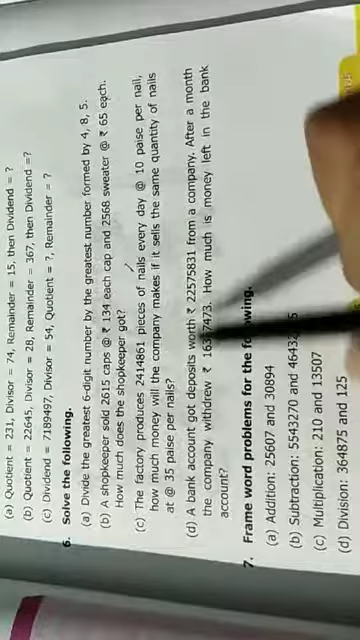 (a) Quotient = 231, Divisor = 74, Remainder = 15, then Dividend = ?
(b) Quotient = 22645, Divisor = 28, Remainder = 367, then Dividend =?
(c) Dividend = 7189497, Divisor = 54, Quotient = ?, Remainder = ?
6. Solve the following.
(a) Divide the greatest 6-digit number by the greatest number formed by 4, 8, 5.
(b) A shopkeeper sold 2615 caps @ ₹ 134 each cap and 2568 sweater @ ₹ 65 each.
How much does the shopkeeper got?
(c) The factory produces 2414861 pieces of nails every day @ 10 paise per nail,
how much money will the company makes if it sells the same quantity of nails
at @ 35 paise per nails?
(d) A bank account got deposits worth ₹ 22575831 from a company. After a month
the company withdrew ₹ How much is money left in the bank
account?
7. Frame word problems for the following.
(a) Addition: 25607 and 30894
(b) Subtraction: 5543270 and
(c) Multiplication: 210 and 13507
(d) Division: 364875 and 125